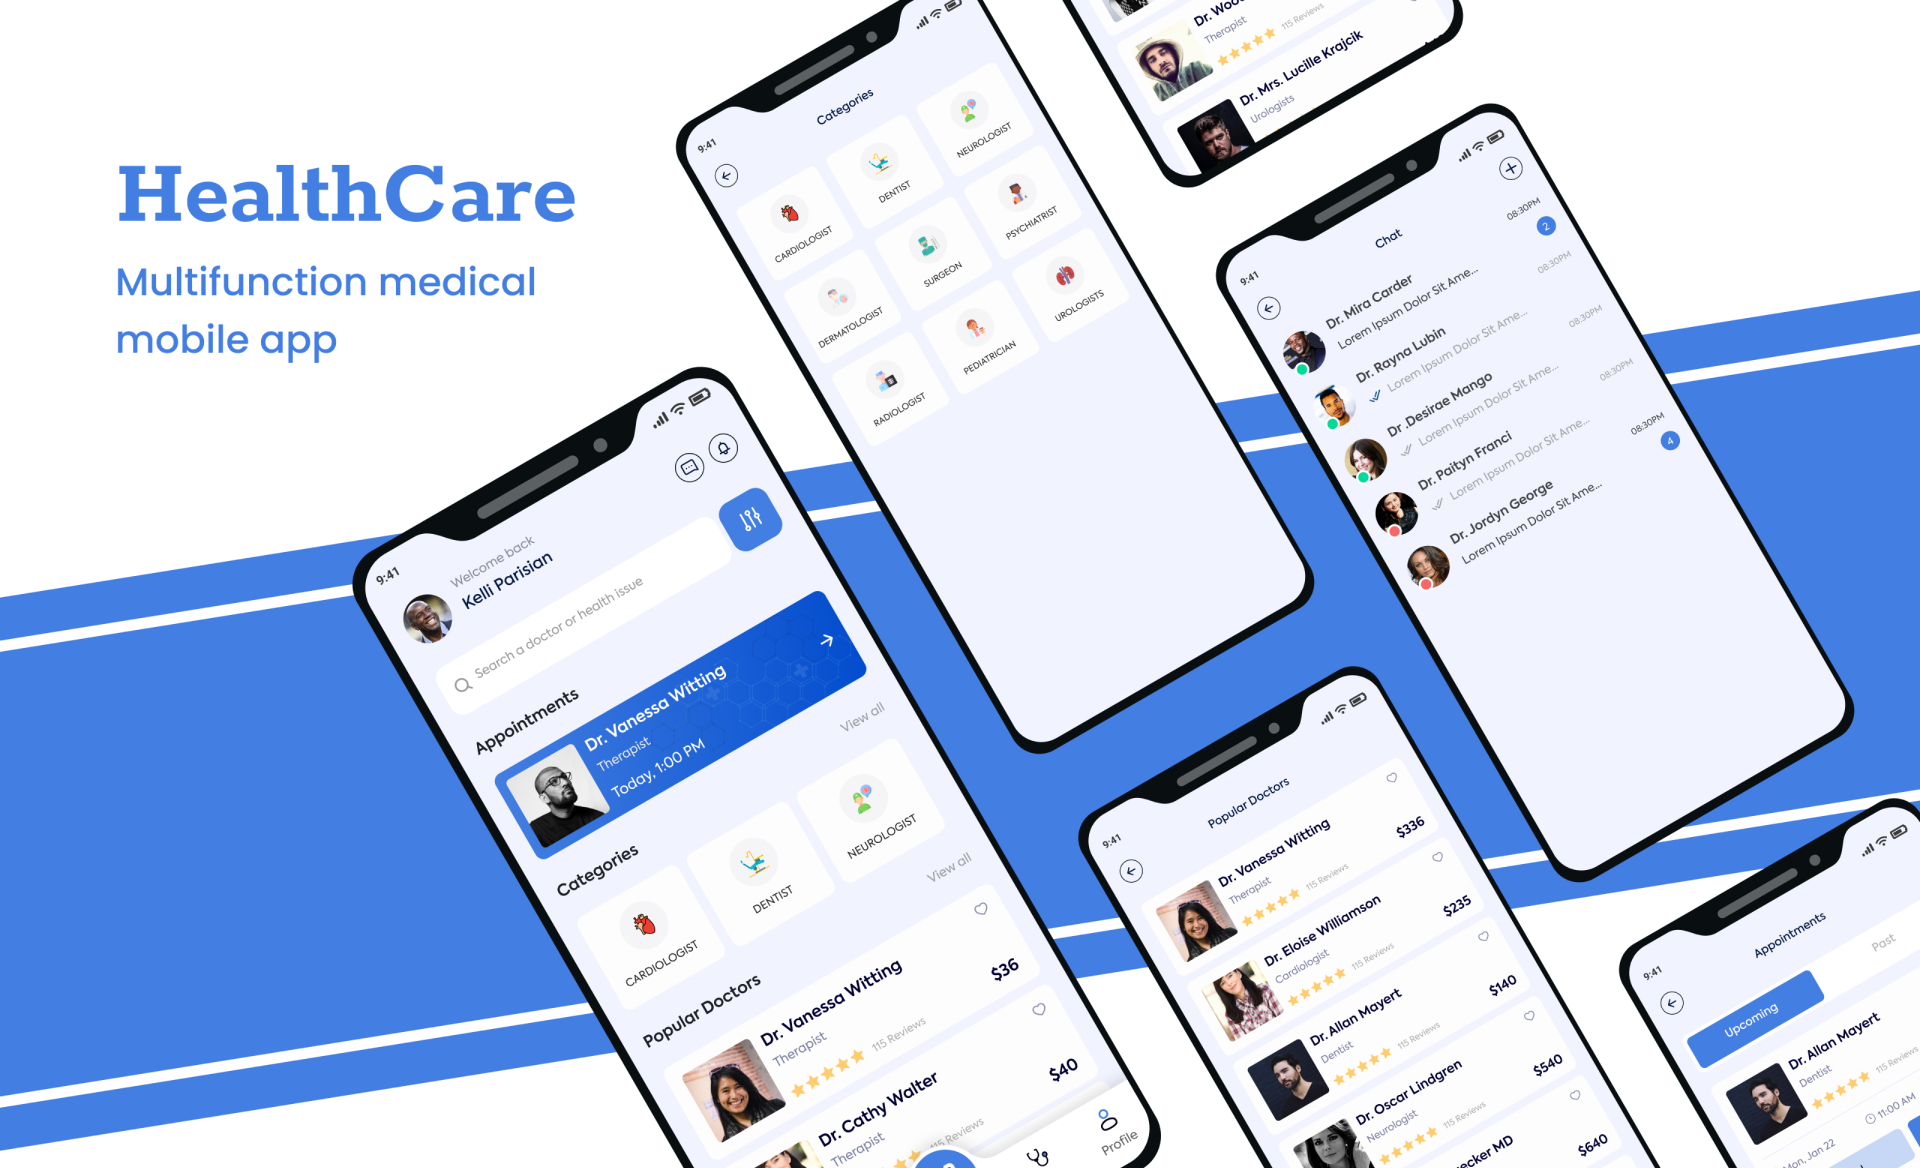 HealthCare
Multifunction medical
mobile app
9:41
Categories
CARDIOLOGIST
DENTIST
NEUROLOGIST
DERMATOLOGIST
SURGEON
PSYCHIATRIST
RADIOLOGIST
PEDIATRICIAN
UROLOGISTS
Therapist
115 Reviews
Dr. Mrs. Lucille Krajcik
Urologists
9:41
Chat
Dr. Mira Carder
Lorem Ipsum Dolor Sit Ame...
08:30PM
2
Dr. Rayna Lubin
Lorem Ipsum Dolor Sit Ame...
08:30PM
Dr .Desirae Mango
Lorem Ipsum Dolor Sit Ame...
08:30PM
Dr. Paityn Franci
Lorem Ipsum Dolor Sit Ame...
08:30PM
Dr. Jordyn George
Lorem Ipsum Dolor Sit Ame...
08:30PM
4
9:41
Welcome back
Kelli Parisian
Search a doctor or health issue
Appointments
Dr. Vanessa Witting
Therapist
Today, 1:00 PM
Categories
View all
CARDIOLOGIST
DENTIST
NEUROLOGIST
Popular Doctors
View all
Dr. Vanessa Witting
Therapist
115 Reviews
$36
Dr. Cathy Walter
Therapist
115 Reviews
$40
Profile
9:41
Popular Doctors
Dr. Vanessa Witting
Therapist
115 Reviews
$336
Dr. Eloise Williamson
Cardiologist
115 Reviews
$235
Dr. Allan Mayert
Dentist
115 Reviews
$140
Dr. Oscar Lindgren
Neurologist
115 Reviews
$540
MD
$640
9:41
Appointments
Upcoming
Past
Dr. Allan Mayert
Dentist
115 Reviews
Mon, Jan 22
11:00 AM